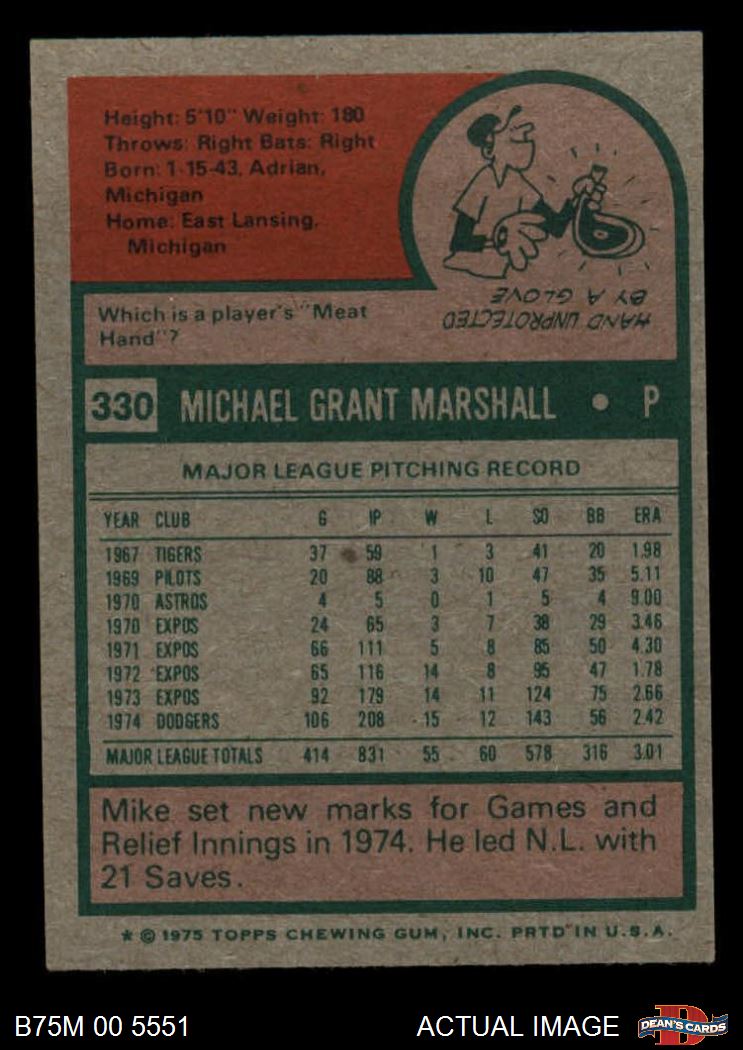 Height: 5'10" Weight: 180
Throws: Right Bats: Right
Born: 1-15-43, Adrian,
Michigan
Home: East Lansing,
Michigan
Which is a player's "Meat
Hand"?
HAND UNPROTECTED
BY A GLOVE
330 MICHAEL GRANT MARSHALL • P
MAJOR LEAGUE PITCHING RECORD
YEAR CLUB G IP W L SO BB ERA
1967 TIGERS 37 59 1 3 41 20 1.98
1969 PILOTS 20 88 3 10 47 35 5.11
1970 ASTROS 4 5 0 1 5 4 9.00
1970 EXPOS 24 65 3 7 38 29 3.46
1971 EXPOS 66 111 5 8 85 50 4.30
1972 EXPOS 65 116 14 8 95 47 1.78
1973 EXPOS 92 179 14 11 124 75 2.66
1974 DODGERS 106 208 15 12 143 56 2.42
MAJOR LEAGUE TOTALS 414 831 55 60 578 316 3.01
Mike set new marks for Games and
Relief Innings in 1974. He led N.L. with
21 Saves.
* © 1975 TOPPS CHEWING GUM, INC. PRTD IN U.S.A.
B75M 00 5551 ACTUAL IMAGE D DEAN'S CARDS